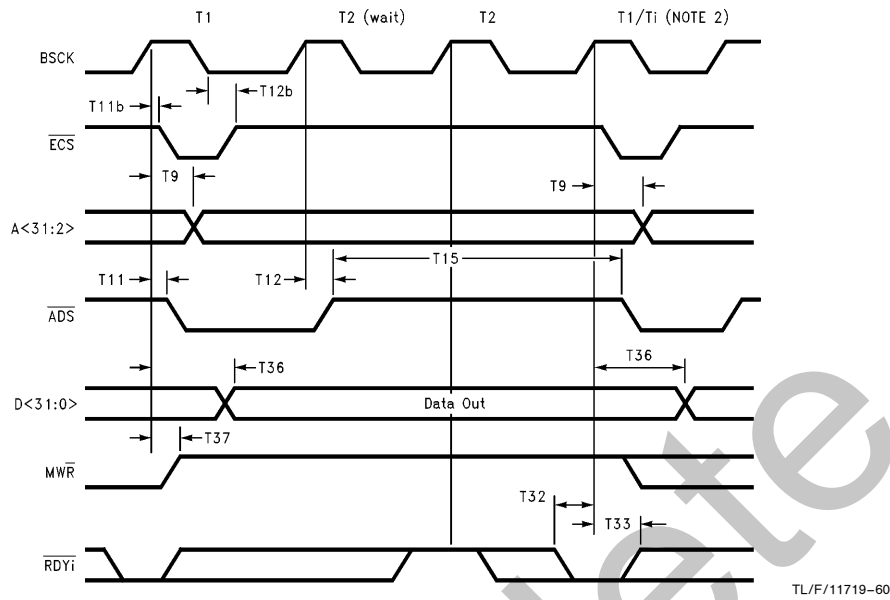 T1 T2 (wait) T2 T1/Ti (NOTE 2)
BSCK
T11b T12b
ECS
T9 T9
A<31:2>
T15
T11 T12
ADS
T36 T36
D<31:0> Data Out
T37
MWR
T32
T33
RDYi
TL/F/11719-60